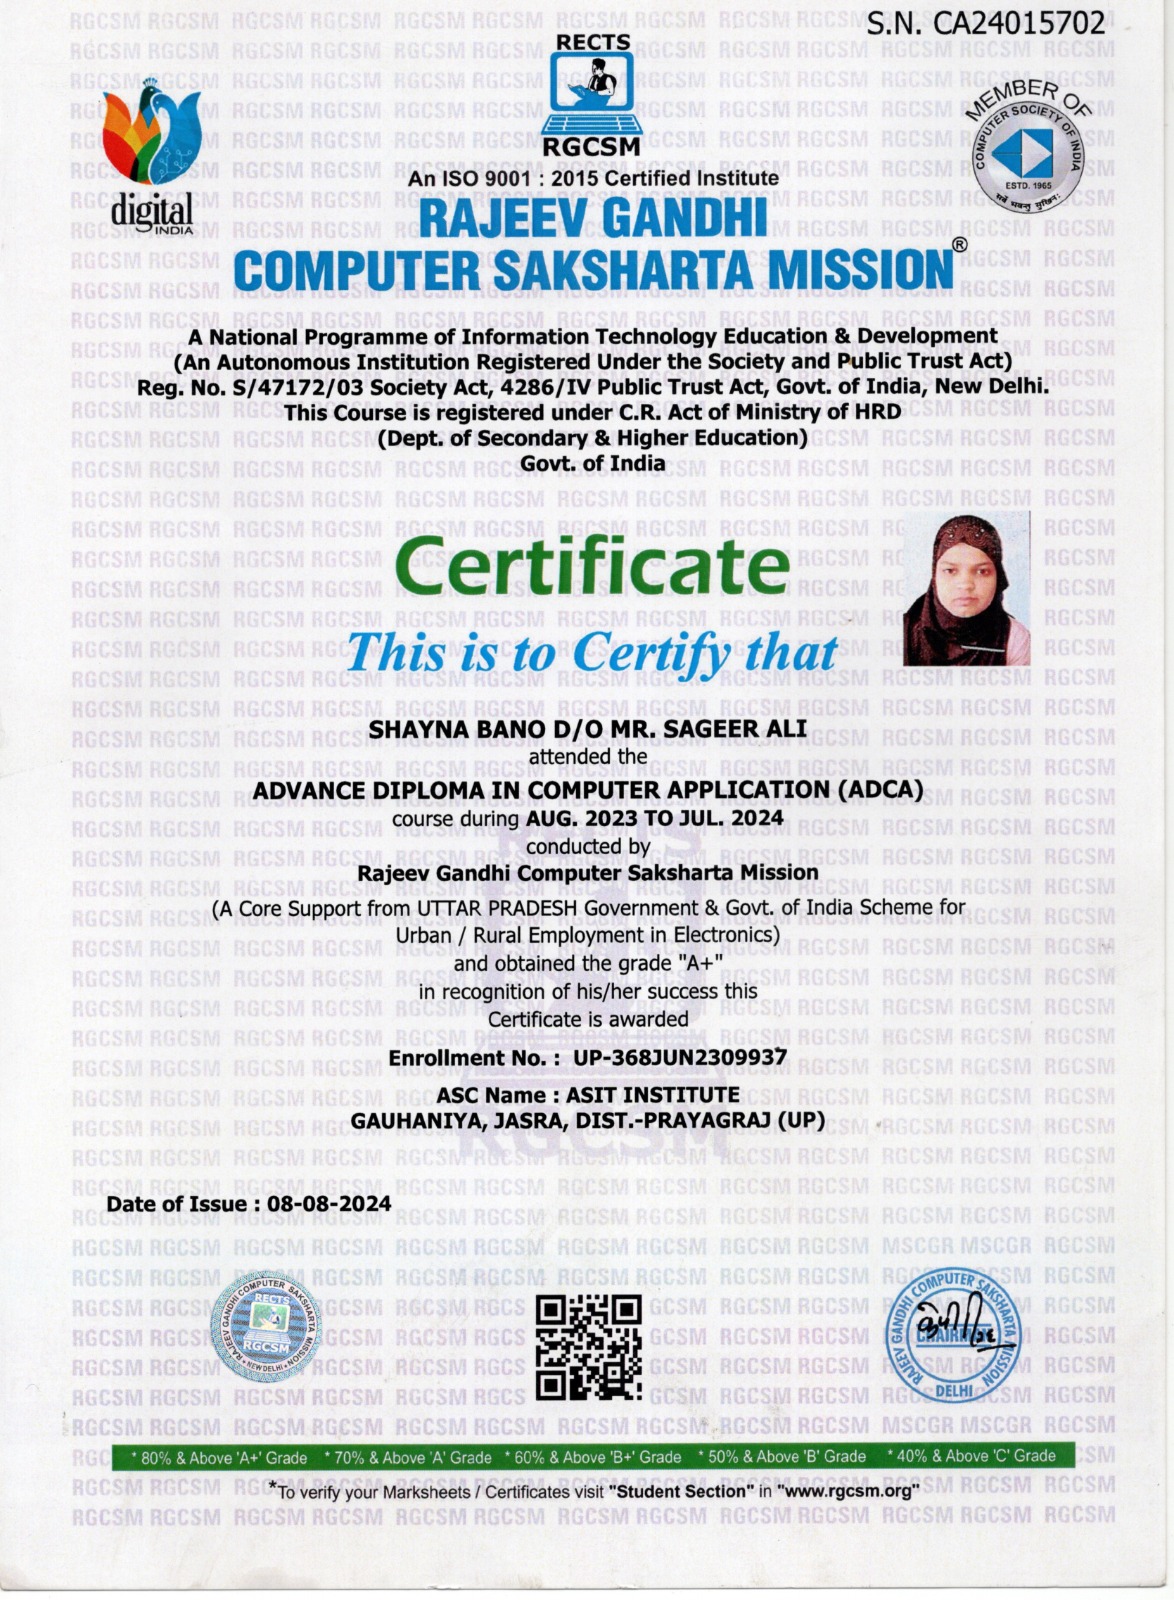 S.N. CA24015702
RECTS
RGCSM
digital
INDIA
MEMBER OF
COMPUTER SOCIETY OF INDIA
ESTD. 1965
An ISO 9001 : 2015 Certified Institute
RAJEEV GANDHI
COMPUTER SAKSHARTA MISSION®
A National Programme of Information Technology Education & Development
(An Autonomous Institution Registered Under the Society and Public Trust Act)
Reg. No. S/47172/03 Society Act, 4286/IV Public Trust Act, Govt. of India, New Delhi.
This Course is registered under C.R. Act of Ministry of HRD
(Dept. of Secondary & Higher Education)
Govt. of India
Certificate
This is to Certify that
SHAYNA BANO D/O MR. SAGEER ALI
attended the
ADVANCE DIPLOMA IN COMPUTER APPLICATION (ADCA)
course during AUG. 2023 TO JUL. 2024
conducted by
Rajeev Gandhi Computer Saksharta Mission
(A Core Support from UTTAR PRADESH Government & Govt. of India Scheme for
Urban / Rural Employment in Electronics)
and obtained the grade "A+"
in recognition of his/her success this
Certificate is awarded
Enrollment No. : UP-368JUN2309937
ASC Name : ASIT INSTITUTE
GAUHANIYA, JASRA, DIST.-PRAYAGRAJ (UP)
Date of Issue : 08-08-2024
RAJEEV GANDHI COMPUTER SAKSHARTA MISSION
RECTS
RGCSM
NEW DELHI
RAJEEV GANDHI COMPUTER SAKSHARTA MISSION
DELHI
* 80% & Above 'A+' Grade * 70% & Above 'A' Grade * 60% & Above 'B+' Grade * 50% & Above 'B' Grade * 40% & Above 'C' Grade
*To verify your Marksheets / Certificates visit "Student Section" in "www.rgcsm.org"